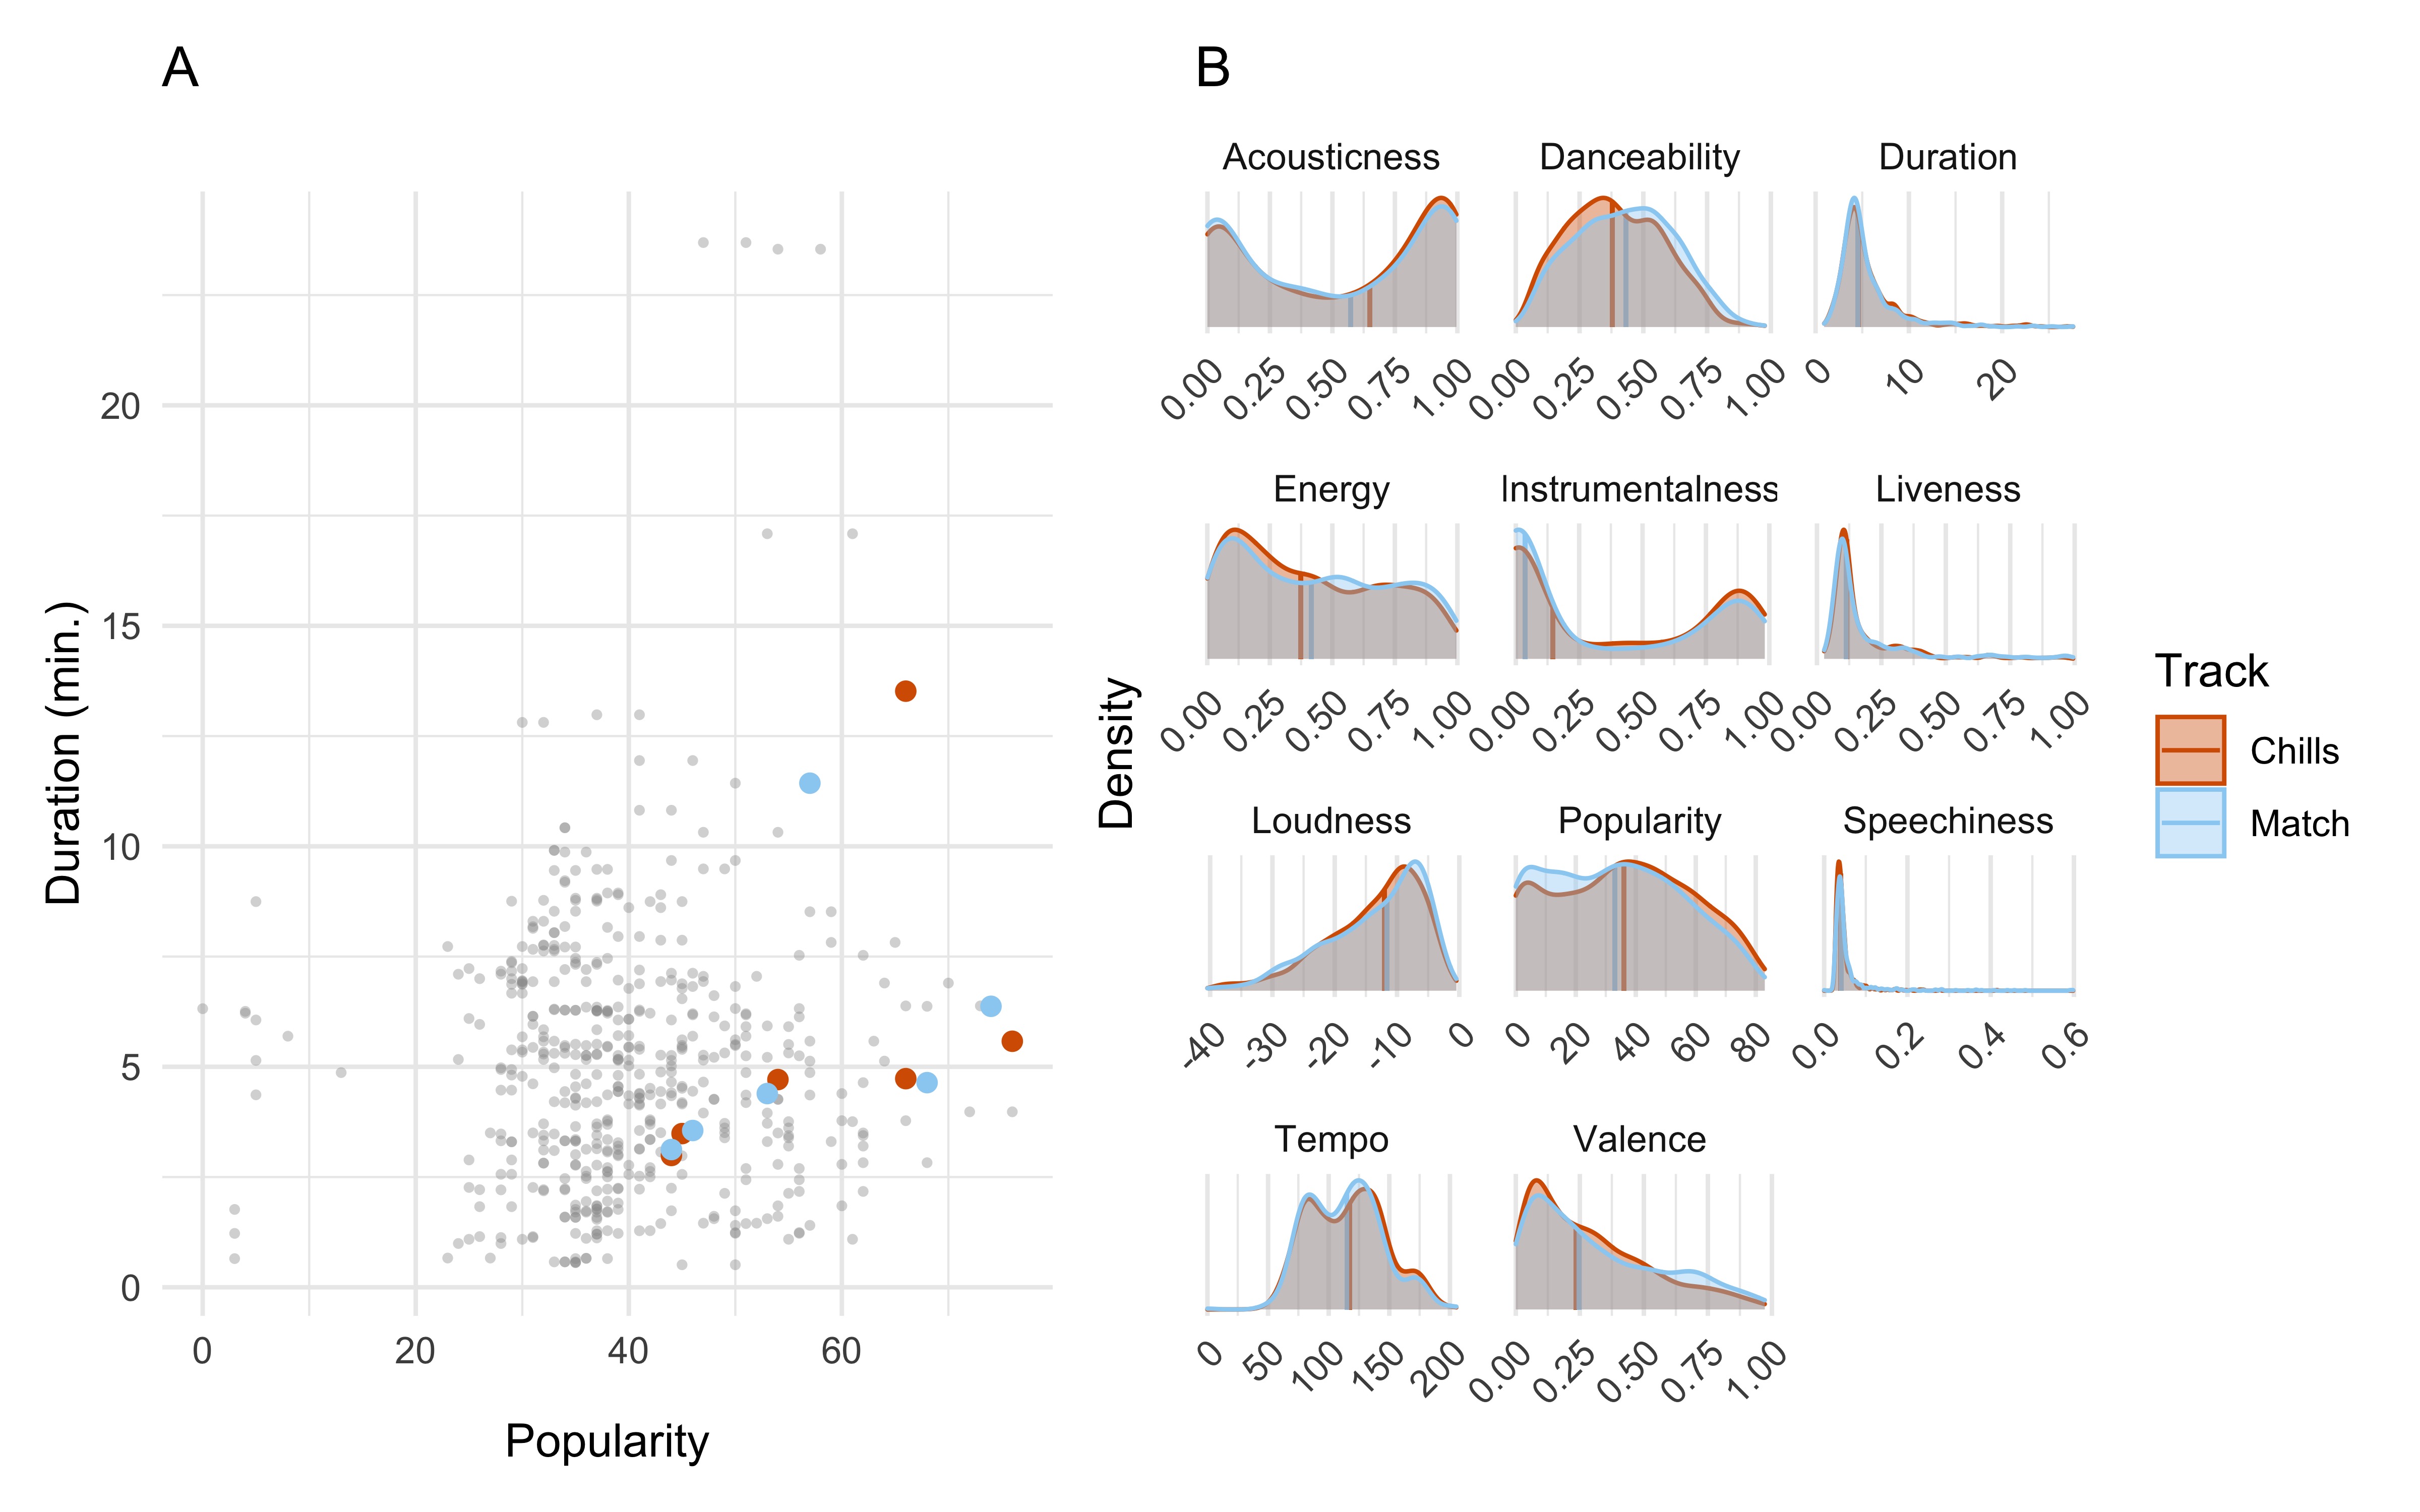 A
Duration (min.)
20
15
10
5
0
0 20 40 60
Popularity
B
Density
Acousticness Danceability Duration
0.00 0.25 0.50 0.75 1.00 0.00 0.25 0.50 0.75 1.00 0 10 20
Energy Instrumentalness Liveness
0.00 0.25 0.50 0.75 1.00 0.00 0.25 0.50 0.75 1.00 0.00 0.25 0.50 0.75 1.00
Loudness Popularity Speechiness
-40 -30 -20 -10 0 0 20 40 60 80 0.0 0.2 0.4 0.6
Tempo Valence
0 50 100 150 200 0.00 0.25 0.50 0.75 1.00
Track
Chills
Match